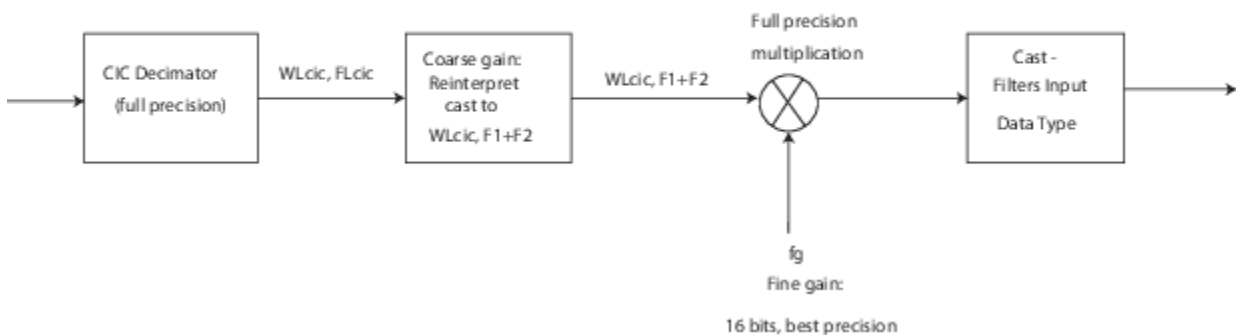 CIC Decimator
(full precision)
WLcic, FLcic
Coarse gain:
Reinterpret
cast to
WLcic, F1+F2
WLcic, F1+F2
Full precision
multiplication
fg
Fine gain:
16 bits, best precision
Cast -
Filters Input
Data Type